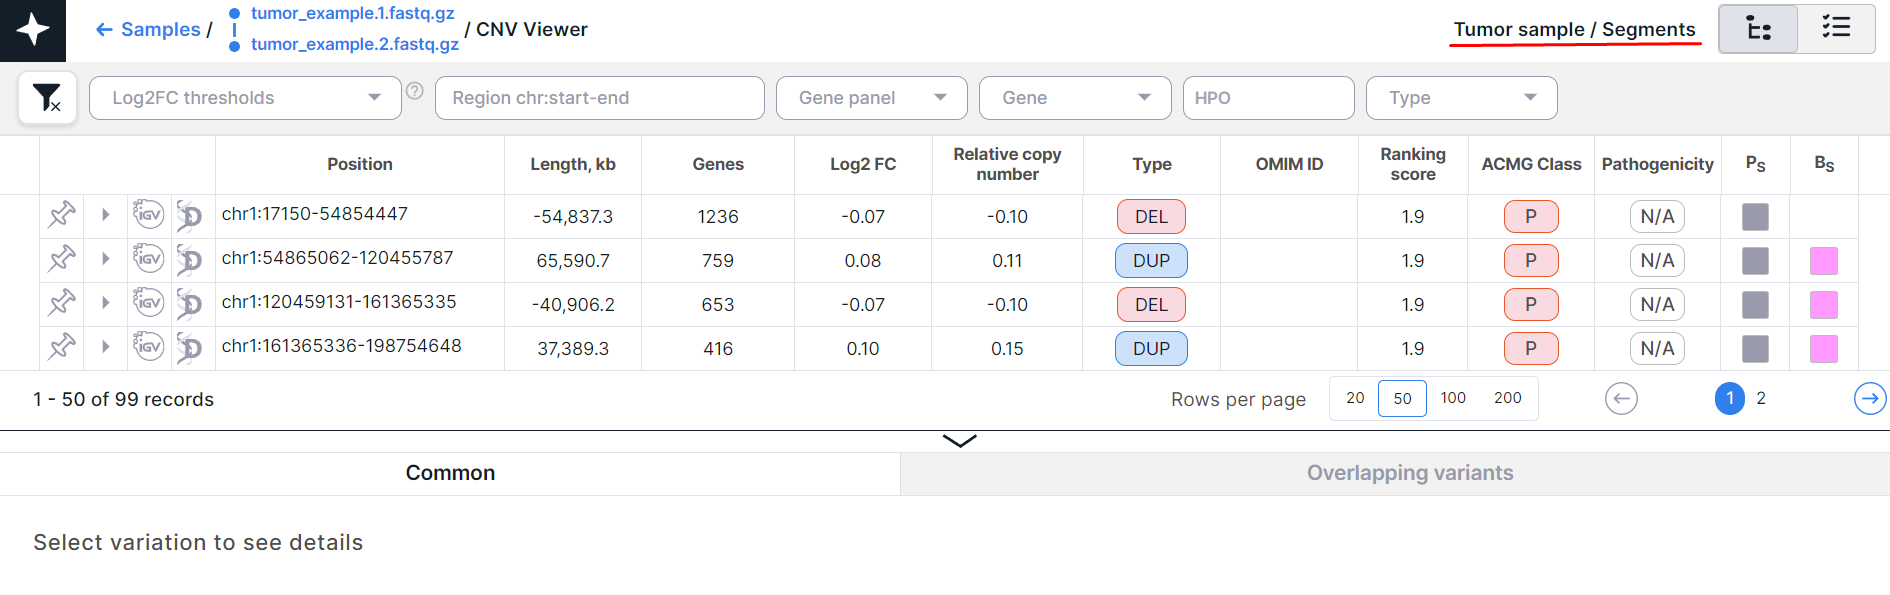 ← Samples / tumor_example.1.fastq.gz
tumor_example.2.fastq.gz / CNV Viewer
Tumor sample / Segments
Log2FC thresholds ? Region chr:start-end Gene panel Gene HPO Type
Position Length, kb Genes Log2 FC Relative copy number Type OMIM ID Ranking score ACMG Class Pathogenicity PS BS
IGV D chr1:17150-54854447 -54,837.3 1236 -0.07 -0.10 DEL 1.9 P N/A
IGV D chr1:54865062-120455787 65,590.7 759 0.08 0.11 DUP 1.9 P N/A
IGV D chr1:120459131-161365335 -40,906.2 653 -0.07 -0.10 DEL 1.9 P N/A
IGV D chr1:161365336-198754648 37,389.3 416 0.10 0.15 DUP 1.9 P N/A
1 - 50 of 99 records Rows per page 20 50 100 200 ← 1 2 →
Common Overlapping variants
Select variation to see details